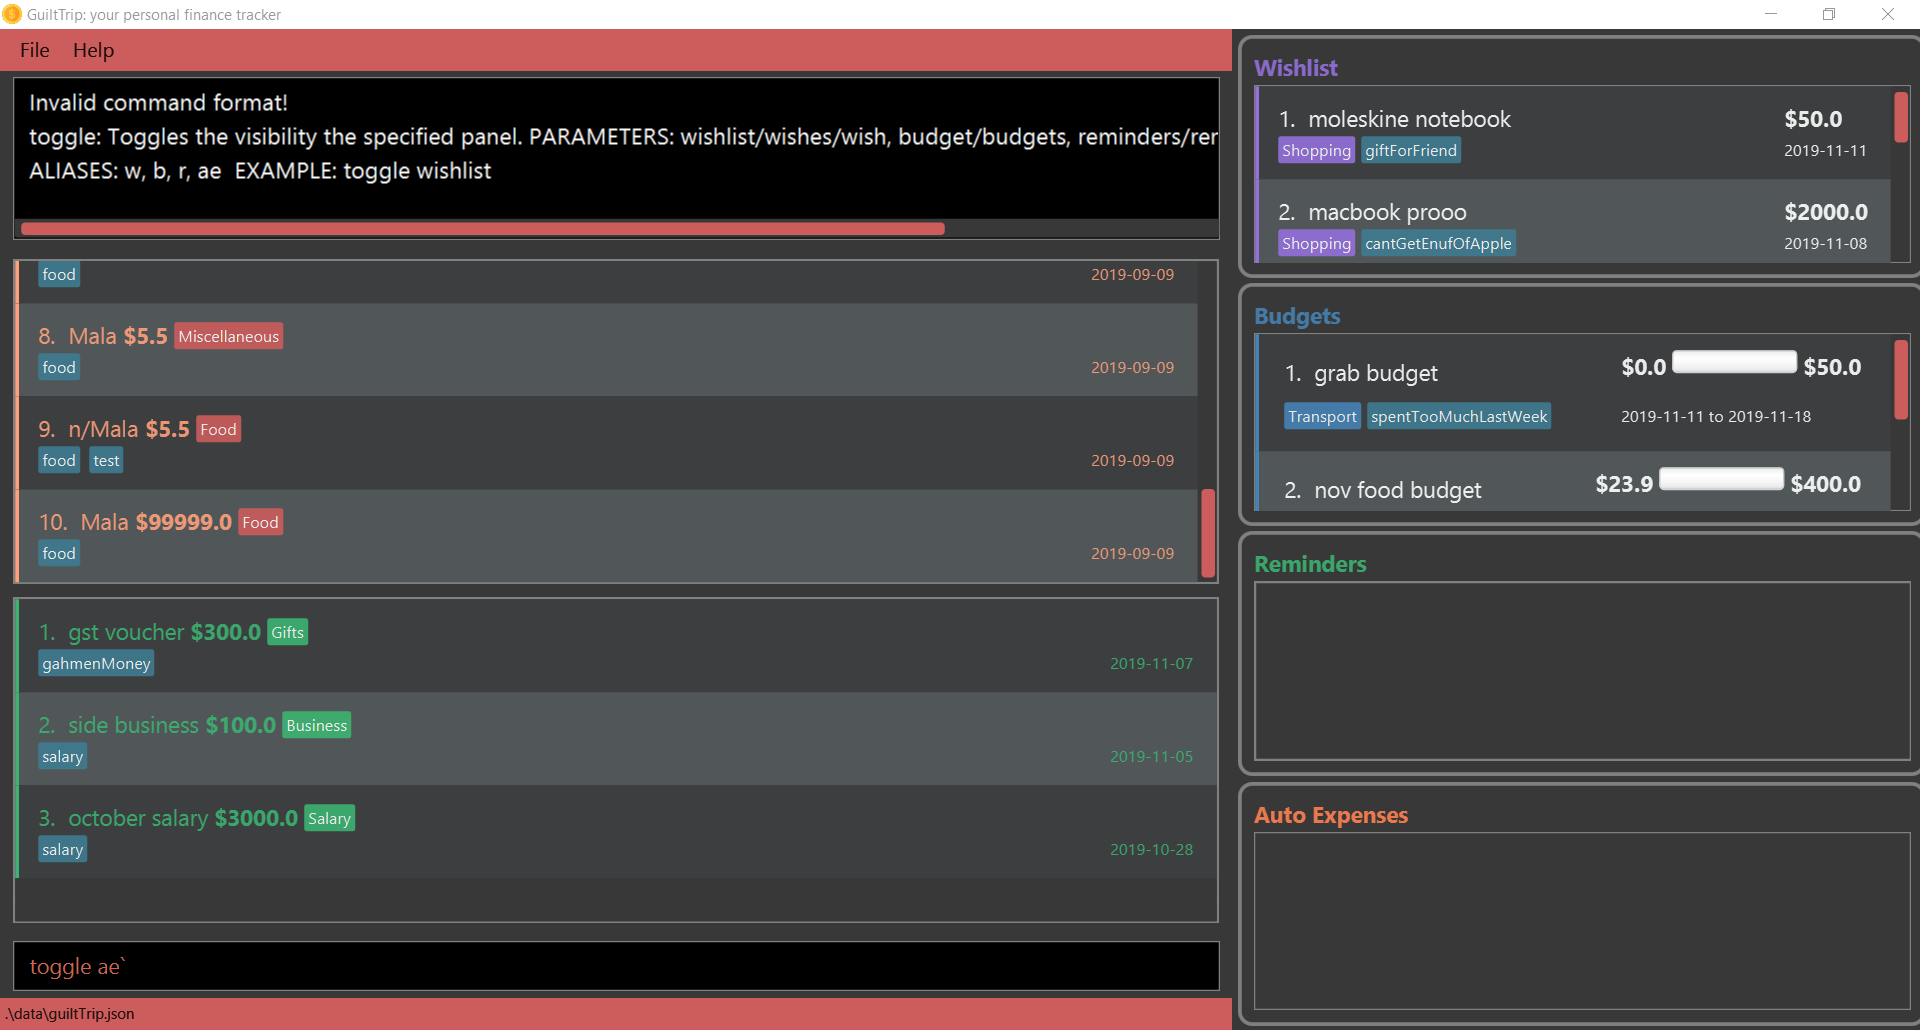 GuiltTrip: your personal finance tracker
File Help
Invalid command format!
toggle: Toggles the visibility the specified panel. PARAMETERS: wishlist/wishes/wish, budget/budgets, reminders/rer
ALIASES: w, b, r, ae EXAMPLE: toggle wishlist
food 2019-09-09
8. Mala $5.5 Miscellaneous
food 2019-09-09
9. n/Mala $5.5 Food
food test 2019-09-09
10. Mala $99999.0 Food
food 2019-09-09
1. gst voucher $300.0 Gifts
gahmenMoney 2019-11-07
2. side business $100.0 Business
salary 2019-11-05
3. october salary $3000.0 Salary
salary 2019-10-28
toggle ae`
.\data\guiltTrip.json
Wishlist
1. moleskine notebook $50.0
Shopping giftForFriend 2019-11-11
2. macbook prooo $2000.0
Shopping cantGetEnufOfApple 2019-11-08
Budgets
1. grab budget $0.0 $50.0
Transport spentTooMuchLastWeek 2019-11-11 to 2019-11-18
2. nov food budget $23.9 $400.0
Reminders
Auto Expenses